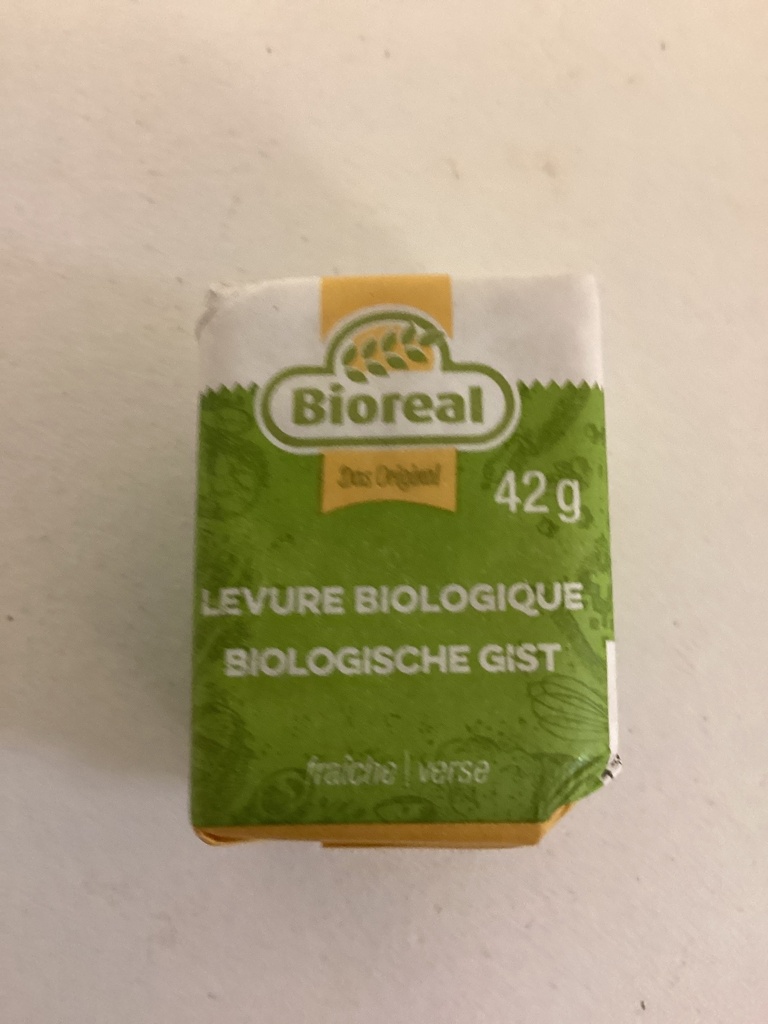 Bioreal
Das Original
42 g
LEVURE BIOLOGIQUE
BIOLOGISCHE GIST
fraîche | verse